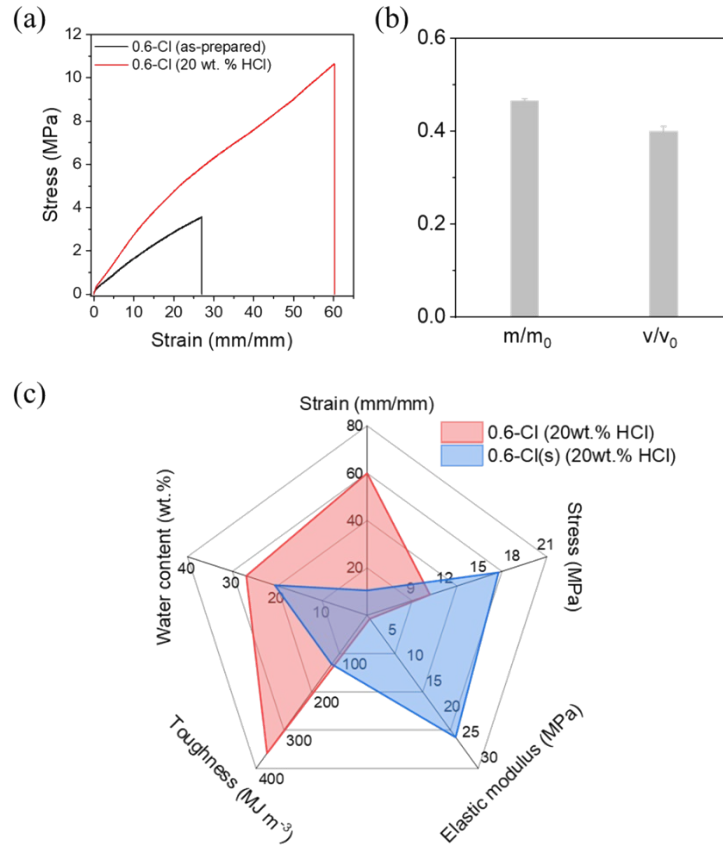 (a)
0.6-Cl (as-prepared)
0.6-Cl (20 wt. % HCl)
12
10
8
6
4
2
0
Stress (MPa)
0 10 20 30 40 50 60
Strain (mm/mm)
(b)
0.6
0.4
0.2
0.0
m/m₀ v/v₀
(c)
Strain (mm/mm)
80
60
40
20
0.6-Cl (20wt.% HCl)
0.6-Cl(s) (20wt.% HCl)
Stress (MPa)
9 12 15 18 21
Elastic modulus (MPa)
5 10 15 20 25 30
Toughness (MJ m⁻³)
100 200 300 400
Water content (wt.%)
10 20 30 40